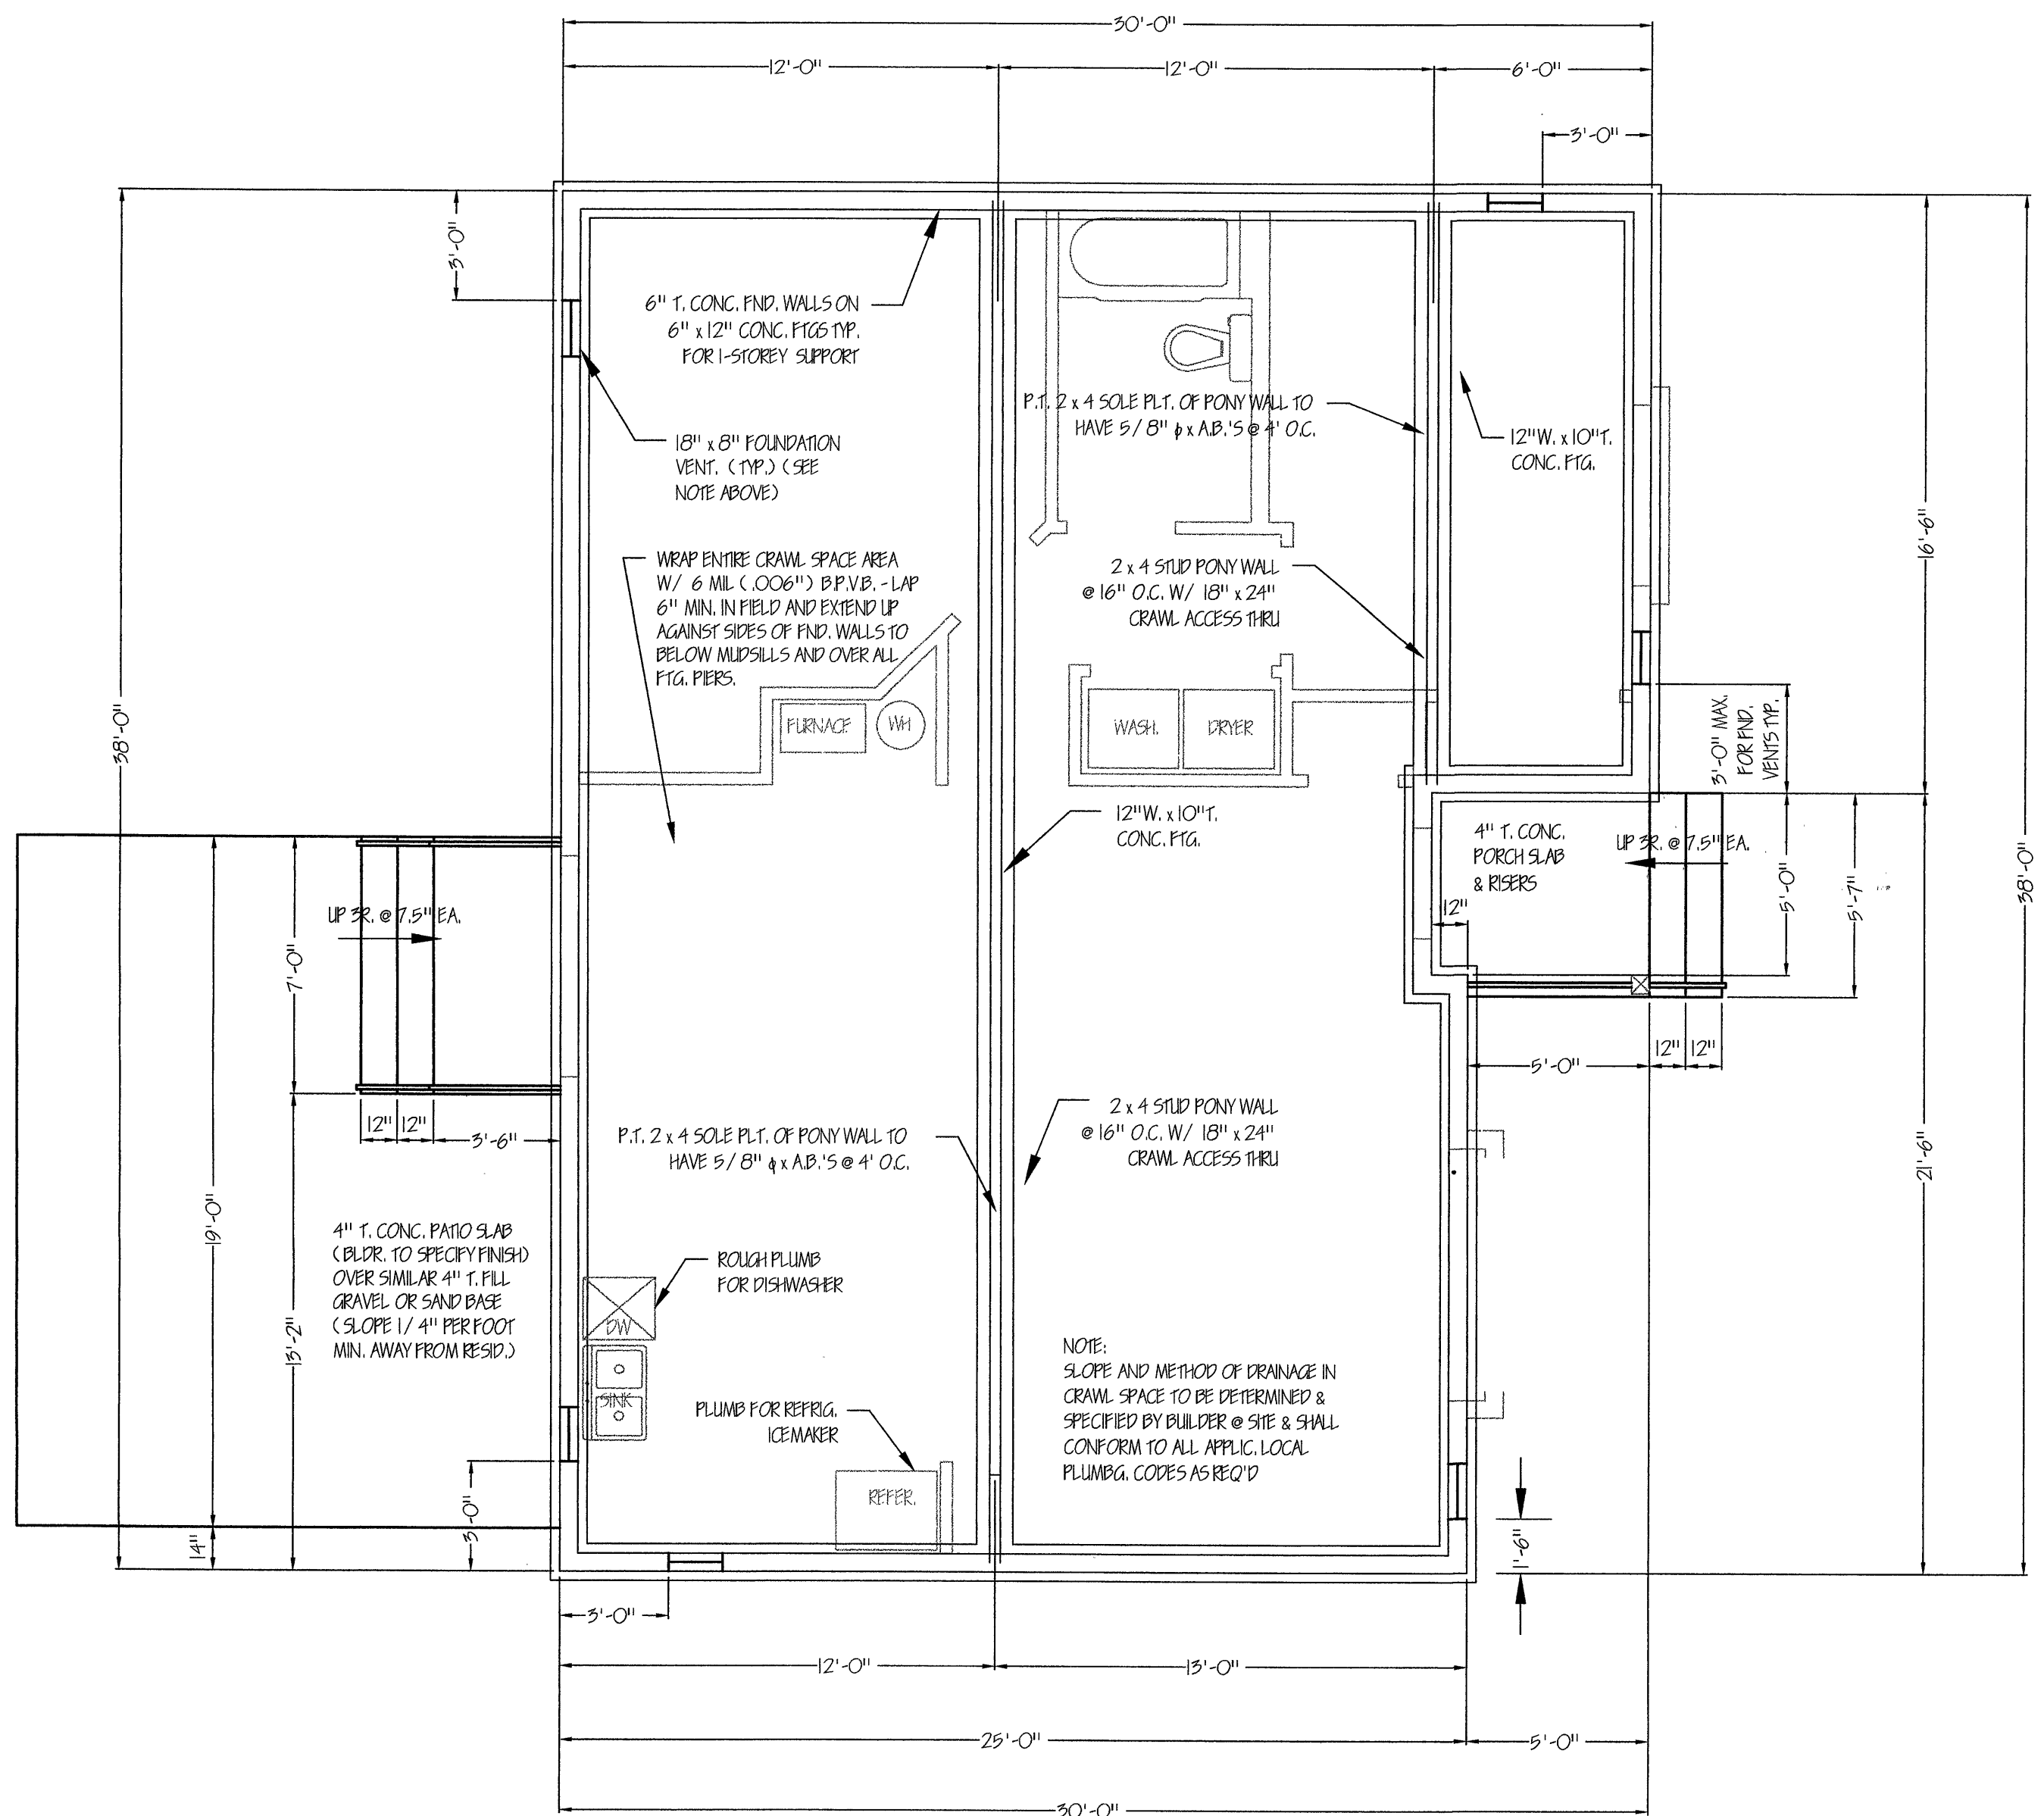 30'-0"
12'-0"
12'-0"
6'-0"
3'-0"
3'-0"
6" T. CONC. FND. WALLS ON
6" x 12" CONC. FTGS TYP.
FOR 1-STOREY SUPPORT
18" x 8" FOUNDATION
VENT. (TYP.) (SEE
NOTE ABOVE)
P.T. 2 x 4 SOLE PLT. OF PONY WALL TO
HAVE 5/8" ϕ x A.B.'S @ 4' O.C.
12"W. x 10"T.
CONC. FTG.
WRAP ENTIRE CRAWL SPACE AREA
W/ 6 MIL (.006") B.P.V.B. - LAP
6" MIN. IN FIELD AND EXTEND UP
AGAINST SIDES OF FND. WALLS TO
BELOW MUDSILLS AND OVER ALL
FTG. PIERS.
2 x 4 STUD PONY WALL
@ 16" O.C. W/ 18" x 24"
CRAWL ACCESS THRU
16'-6"
38'-0"
FURNACE
WH
WASH.
DRYER
3'-0" MAX.
FOR FND.
VENTS TYP.
12"W. x 10"T.
CONC. FTG.
4" T. CONC.
PORCH SLAB
& RISERS
UP 3R. @ 7.5" EA.
12"
5'-0"
5'-7"
38'-0"
UP 3R. @ 7.5" EA.
7'-0"
12"
12"
3'-6"
5'-0"
12"
12"
P.T. 2 x 4 SOLE PLT. OF PONY WALL TO
HAVE 5/8" ϕ x A.B.'S @ 4' O.C.
2 x 4 STUD PONY WALL
@ 16" O.C. W/ 18" x 24"
CRAWL ACCESS THRU
21'-6"
19'-0"
4" T. CONC. PATIO SLAB
(BLDR. TO SPECIFY FINISH)
OVER SIMILAR 4" T. FILL
GRAVEL OR SAND BASE
(SLOPE 1/4" PER FOOT
MIN. AWAY FROM RESID.)
13'-2"
ROUGH PLUMB
FOR DISHWASHER
DW
SINK
PLUMB FOR REFRIG.
ICEMAKER
REFER.
NOTE:
SLOPE AND METHOD OF DRAINAGE IN
CRAWL SPACE TO BE DETERMINED &
SPECIFIED BY BUILDER @ SITE & SHALL
CONFORM TO ALL APPLIC. LOCAL
PLUMBG. CODES AS REQ'D
14"
3'-0"
1'-6"
3'-0"
12'-0"
13'-0"
25'-0"
5'-0"
30'-0"